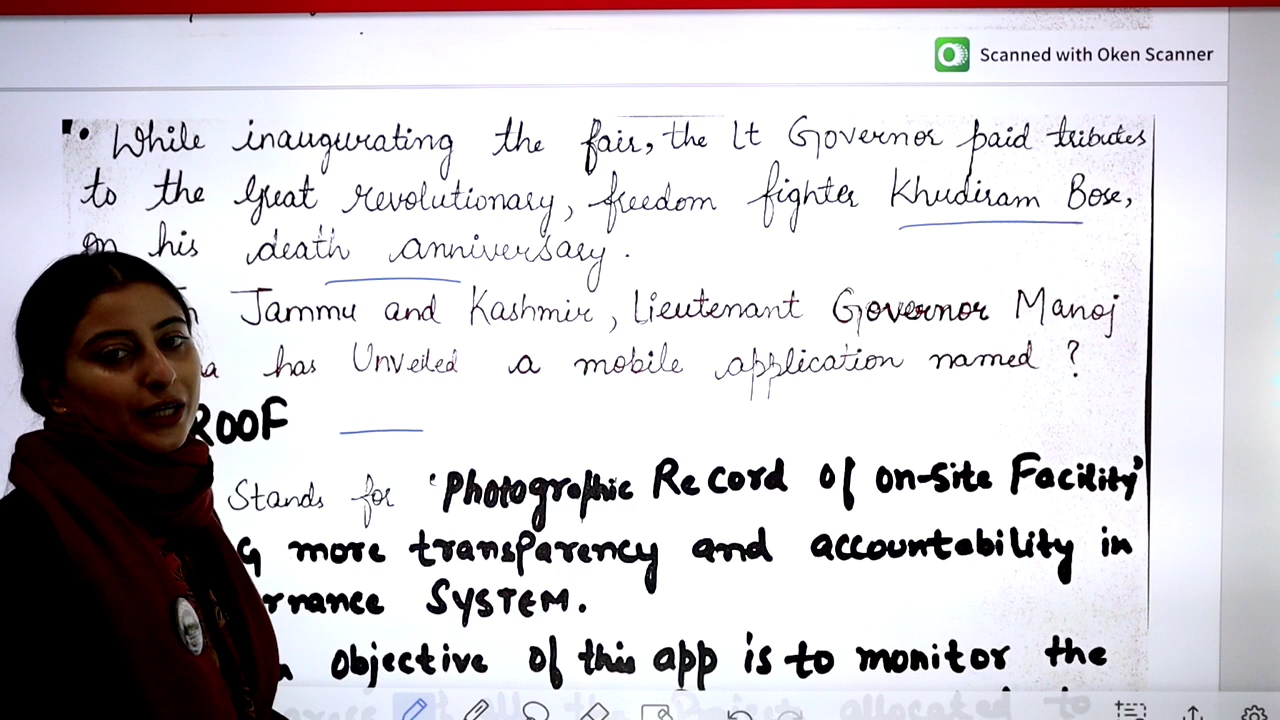 Scanned with Oken Scanner
• While inaugurating the fair, the Lt Governor paid tributes
to the Great revolutionary, freedom fighter Khudiram Bose,
on his death anniversary.
Jammu and Kashmir, Lieutenant Governor Manoj
has Unveiled a mobile application named ?
ROOF
Stands for 'Photographic Record of on-site Facility'
more transparency and accountability in
rnance SYSTEM.
objective of this app is to monitor the
allocated to